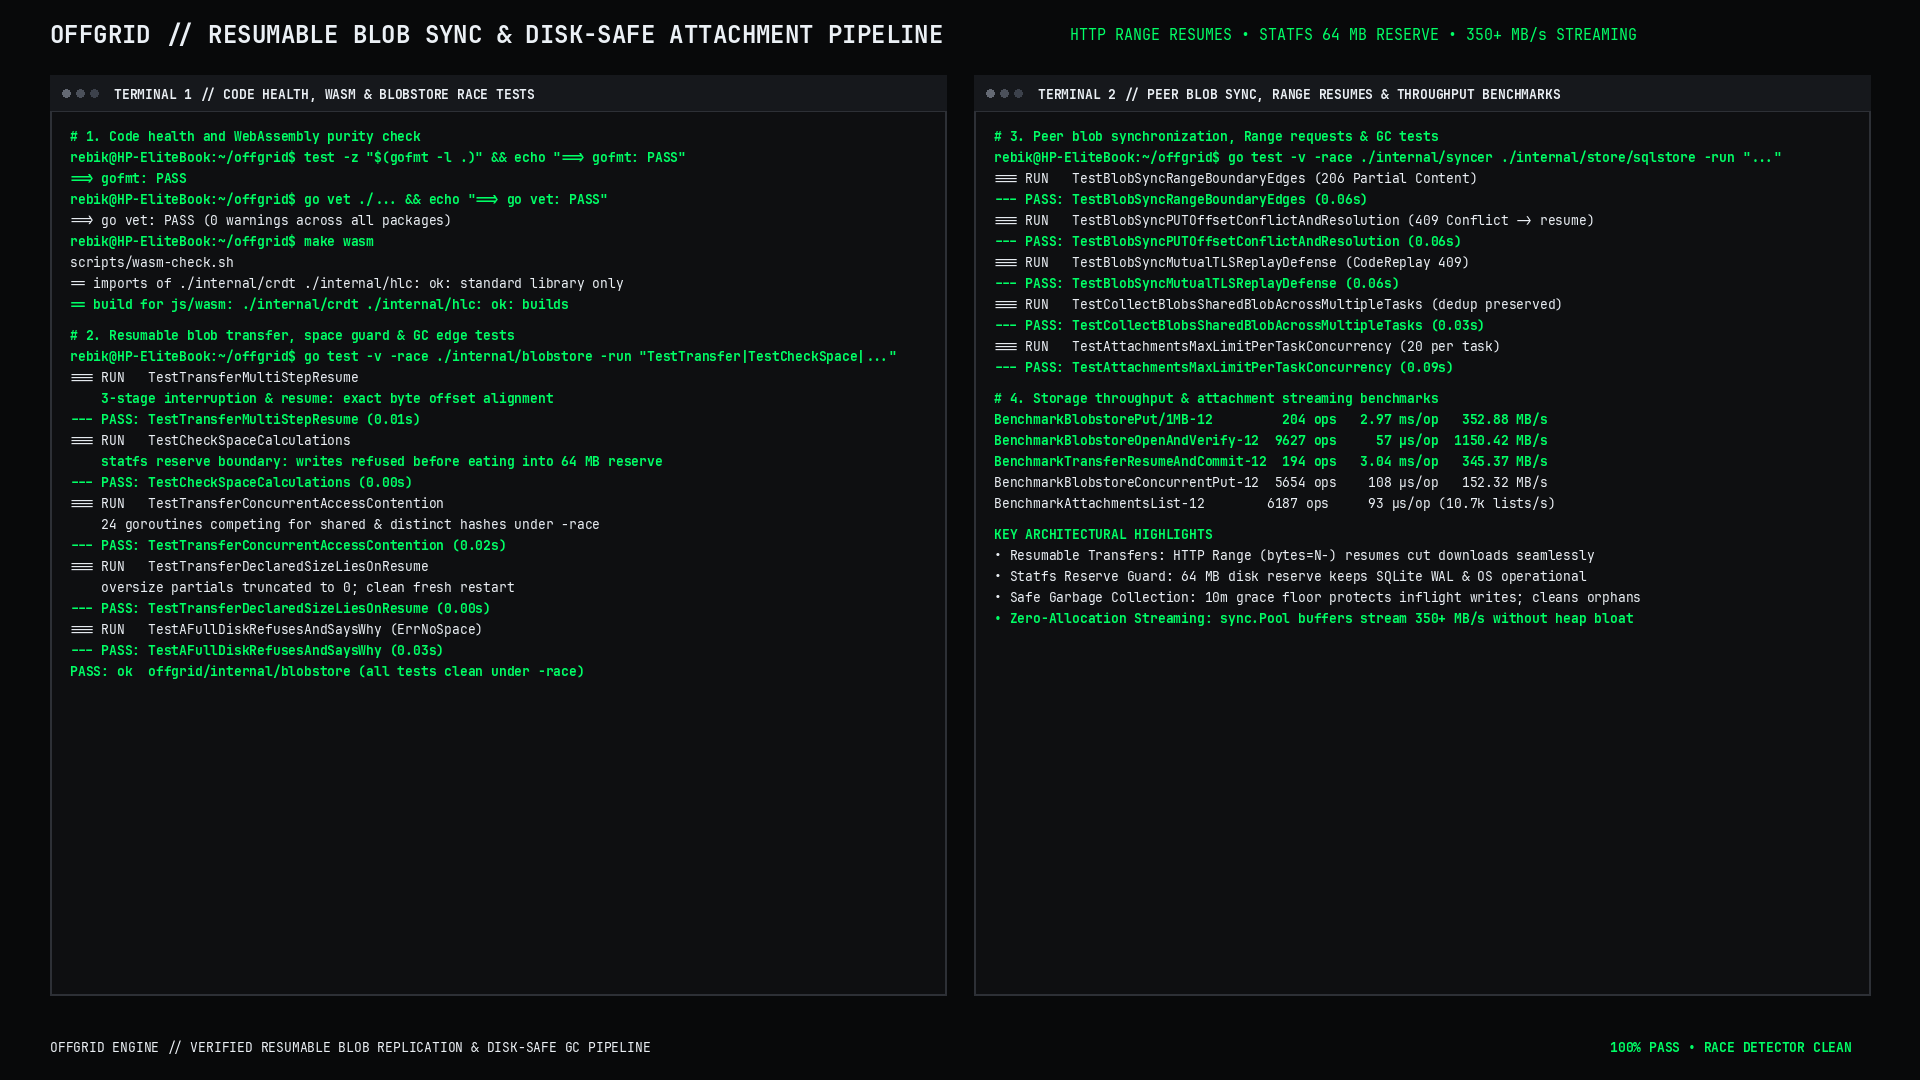 OFFGRID // RESUMABLE BLOB SYNC & DISK-SAFE ATTACHMENT PIPELINE
HTTP RANGE RESUMES • STATFS 64 MB RESERVE • 350+ MB/s STREAMING
TERMINAL 1 // CODE HEALTH, WASM & BLOBSTORE RACE TESTS
# 1. Code health and WebAssembly purity check
rebik@HP-EliteBook:~/offgrid$ test -z "$(gofmt -l .)" && echo "==> gofmt: PASS"
==> gofmt: PASS
rebik@HP-EliteBook:~/offgrid$ go vet ./... && echo "==> go vet: PASS"
==> go vet: PASS (0 warnings across all packages)
rebik@HP-EliteBook:~/offgrid$ make wasm
scripts/wasm-check.sh
== imports of ./internal/crdt ./internal/hlc: ok: standard library only
== build for js/wasm: ./internal/crdt ./internal/hlc: ok: builds
# 2. Resumable blob transfer, space guard & GC edge tests
rebik@HP-EliteBook:~/offgrid$ go test -v -race ./internal/blobstore -run "TestTransfer|TestCheckSpace|..."
=== RUN   TestTransferMultiStepResume
    3-stage interruption & resume: exact byte offset alignment
--- PASS: TestTransferMultiStepResume (0.01s)
=== RUN   TestCheckSpaceCalculations
    statfs reserve boundary: writes refused before eating into 64 MB reserve
--- PASS: TestCheckSpaceCalculations (0.00s)
=== RUN   TestTransferConcurrentAccessContention
    24 goroutines competing for shared & distinct hashes under -race
--- PASS: TestTransferConcurrentAccessContention (0.02s)
=== RUN   TestTransferDeclaredSizeLiesOnResume
    oversize partials truncated to 0; clean fresh restart
--- PASS: TestTransferDeclaredSizeLiesOnResume (0.00s)
=== RUN   TestAFullDiskRefusesAndSaysWhy (ErrNoSpace)
--- PASS: TestAFullDiskRefusesAndSaysWhy (0.03s)
PASS: ok  offgrid/internal/blobstore (all tests clean under -race)
TERMINAL 2 // PEER BLOB SYNC, RANGE RESUMES & THROUGHPUT BENCHMARKS
# 3. Peer blob synchronization, Range requests & GC tests
rebik@HP-EliteBook:~/offgrid$ go test -v -race ./internal/syncer ./internal/store/sqlstore -run "..."
=== RUN   TestBlobSyncRangeBoundaryEdges (206 Partial Content)
--- PASS: TestBlobSyncRangeBoundaryEdges (0.06s)
=== RUN   TestBlobSyncPUTOffsetConflictAndResolution (409 Conflict -> resume)
--- PASS: TestBlobSyncPUTOffsetConflictAndResolution (0.06s)
=== RUN   TestBlobSyncMutualTLSReplayDefense (CodeReplay 409)
--- PASS: TestBlobSyncMutualTLSReplayDefense (0.06s)
=== RUN   TestCollectBlobsSharedBlobAcrossMultipleTasks (dedup preserved)
--- PASS: TestCollectBlobsSharedBlobAcrossMultipleTasks (0.03s)
=== RUN   TestAttachmentsMaxLimitPerTaskConcurrency (20 per task)
--- PASS: TestAttachmentsMaxLimitPerTaskConcurrency (0.09s)
# 4. Storage throughput & attachment streaming benchmarks
BenchmarkBlobstorePut/1MB-12         204 ops   2.97 ms/op   352.88 MB/s
BenchmarkBlobstoreOpenAndVerify-12  9627 ops     57 µs/op  1150.42 MB/s
BenchmarkTransferResumeAndCommit-12  194 ops   3.04 ms/op   345.37 MB/s
BenchmarkBlobstoreConcurrentPut-12  5654 ops    108 µs/op   152.32 MB/s
BenchmarkAttachmentsList-12        6187 ops     93 µs/op (10.7k lists/s)
KEY ARCHITECTURAL HIGHLIGHTS
• Resumable Transfers: HTTP Range (bytes=N-) resumes cut downloads seamlessly
• Statfs Reserve Guard: 64 MB disk reserve keeps SQLite WAL & OS operational
• Safe Garbage Collection: 10m grace floor protects inflight writes; cleans orphans
• Zero-Allocation Streaming: sync.Pool buffers stream 350+ MB/s without heap bloat
OFFGRID ENGINE // VERIFIED RESUMABLE BLOB REPLICATION & DISK-SAFE GC PIPELINE
100% PASS • RACE DETECTOR CLEAN